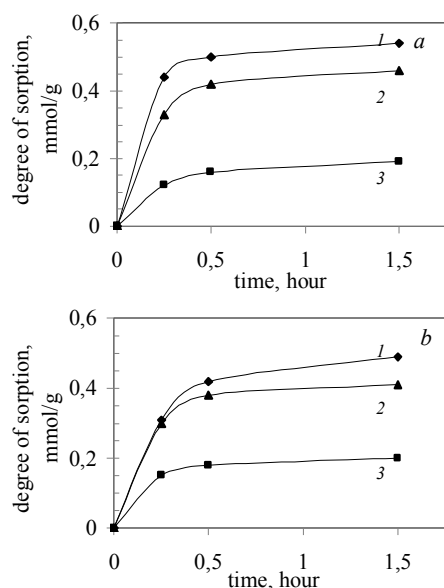 0,6
a
1
0,4
2
0,2
3
0
0
0,5
1
1,5
degree of sorption,
mmol/g
time, hour
0,6
b
1
0,4
2
0,2
3
0
0
0,5
1
1,5
degree of sorption,
mmol/g
time, hour